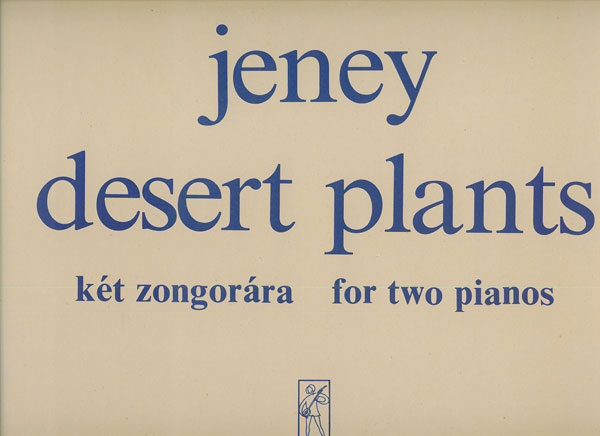 jeney
desert plants
két zongorára for two pianos